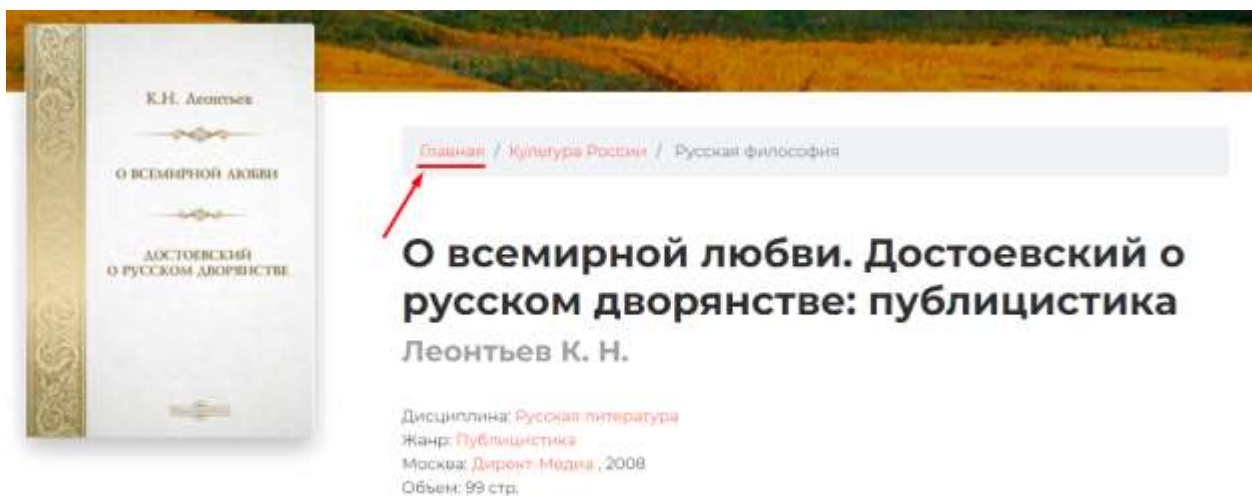 К.Н. Леонтьев
О ВСЕМИРНОЙ ЛЮБВИ
ДОСТОЕВСКИЙ
О РУССКОМ ДВОРЯНСТВЕ
Главная / Культура России / Русская философия
О всемирной любви. Достоевский о
русском дворянстве: публицистика
Леонтьев К. Н.
Дисциплина: Русская литература
Жанр: Публицистика
Москва: Директ-Медиа , 2008
Объем: 99 стр.